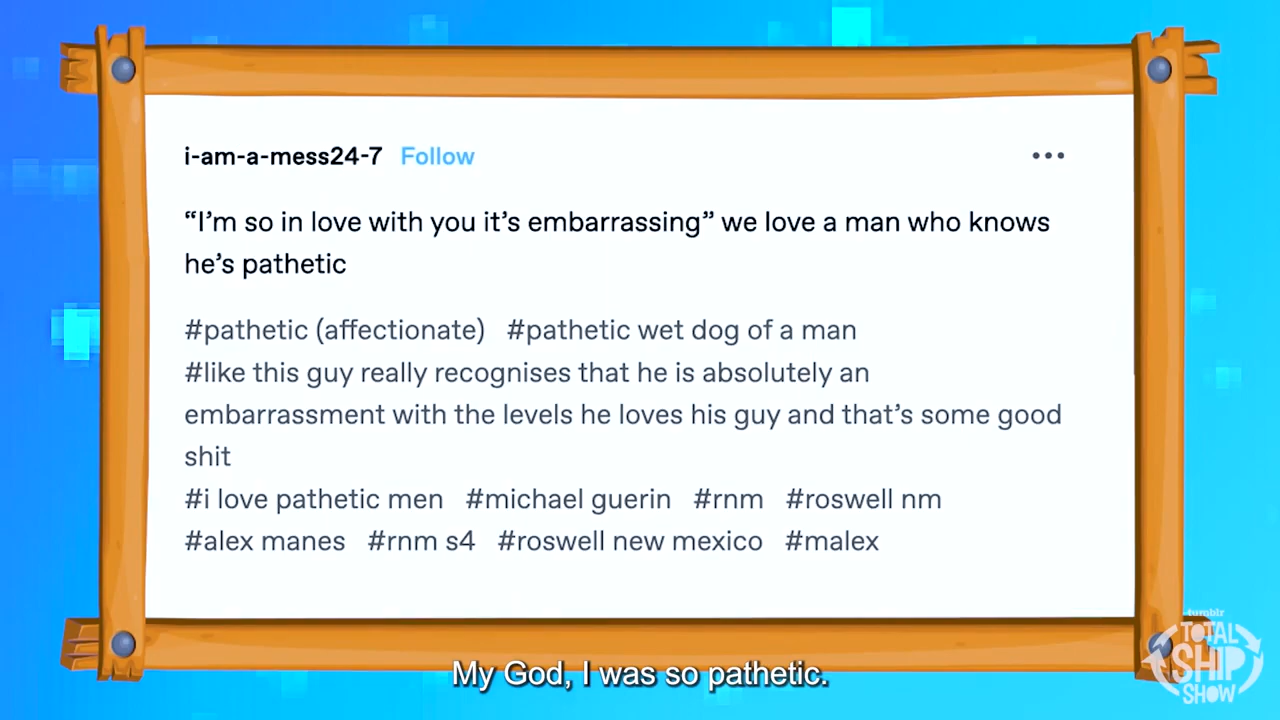 i-am-a-mess24-7 Follow
“I’m so in love with you it’s embarrassing” we love a man who knows
he’s pathetic
#pathetic (affectionate) #pathetic wet dog of a man
#like this guy really recognises that he is absolutely an
embarrassment with the levels he loves his guy and that’s some good
shit
#i love pathetic men #michael guerin #rnm #roswell nm
#alex manes #rnm s4 #roswell new mexico #malex
tumblr
TOTAL
SHIP
SHOW
My God, I was so pathetic.